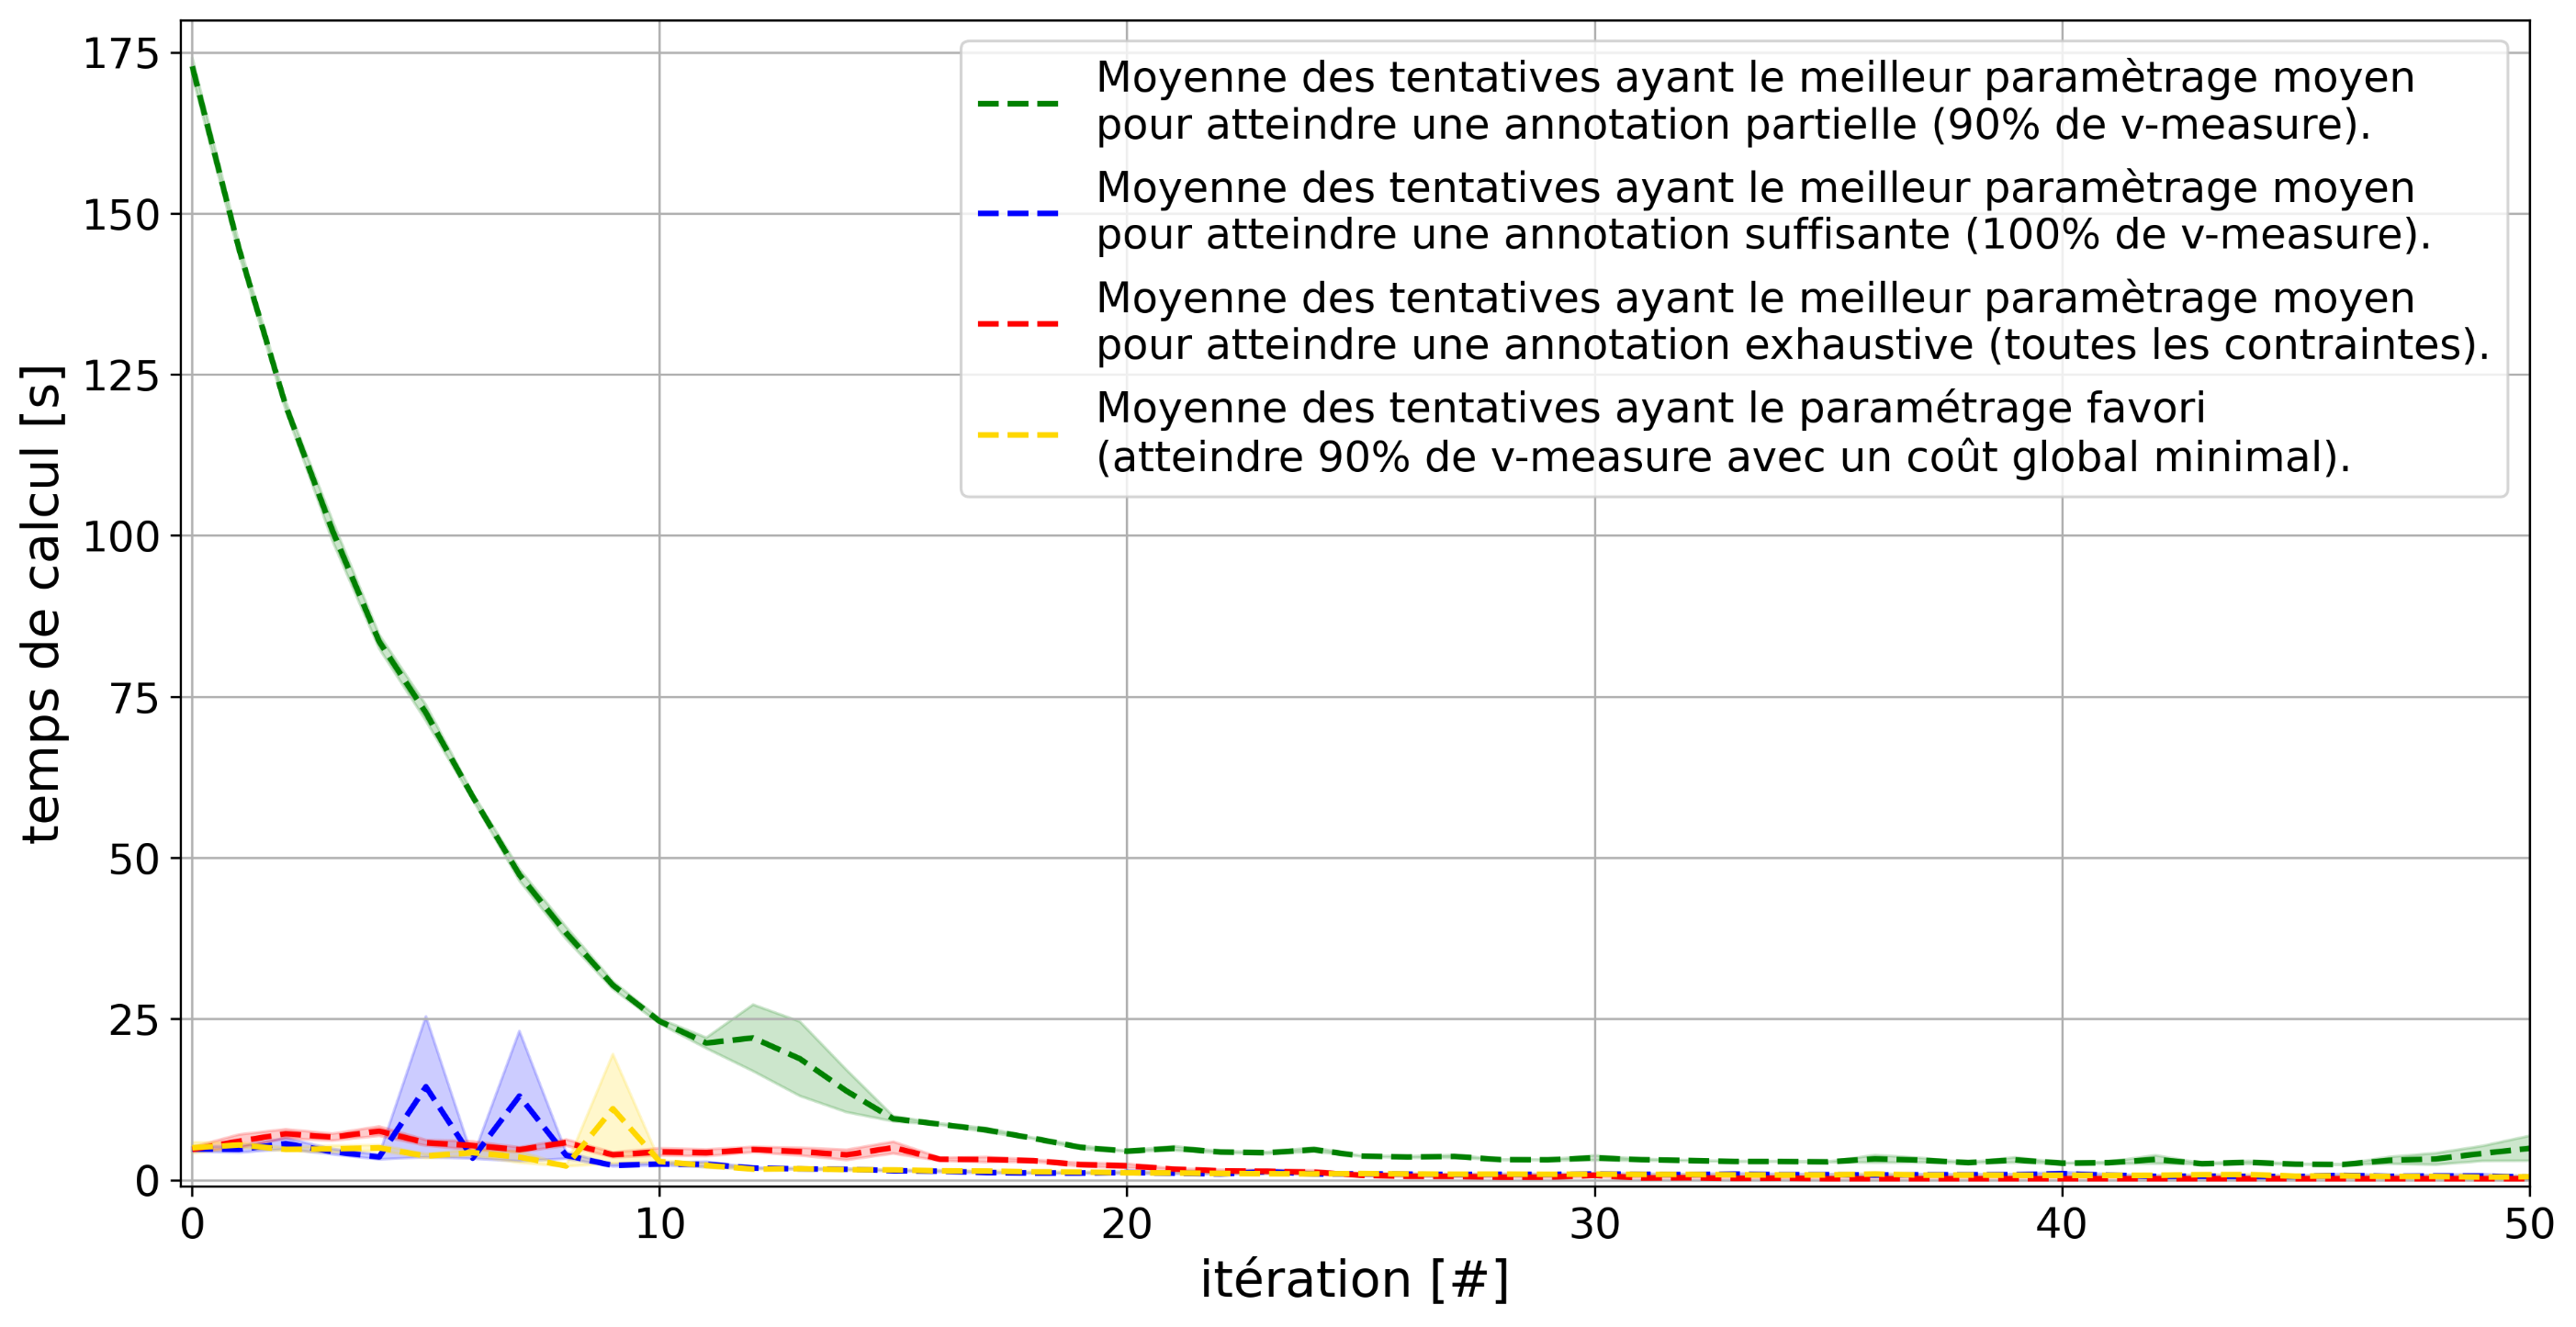 175
150
125
100
75
50
25
0
temps de calcul [s]
Moyenne des tentatives ayant le meilleur paramètrage moyen
pour atteindre une annotation partielle (90% de v-measure).
Moyenne des tentatives ayant le meilleur paramètrage moyen
pour atteindre une annotation suffisante (100% de v-measure).
Moyenne des tentatives ayant le meilleur paramètrage moyen
pour atteindre une annotation exhaustive (toutes les contraintes).
Moyenne des tentatives ayant le paramétrage favori
(atteindre 90% de v-measure avec un coût global minimal).
0 10 20 30 40 50
itération [#]